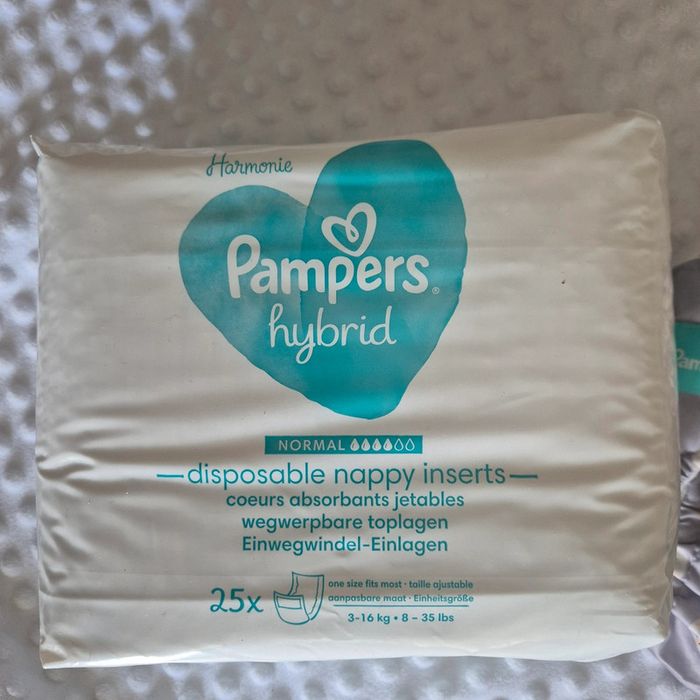 Harmonie
Pampers®
hybrid
NORMAL
disposable nappy inserts
coeurs absorbants jetables
wegwerpbare toplagen
Einwegwindel-Einlagen
25x
one size fits most · taille ajustable
aanpasbare maat · Einheitsgröße
3-16 kg • 8 – 35 lbs
Pam